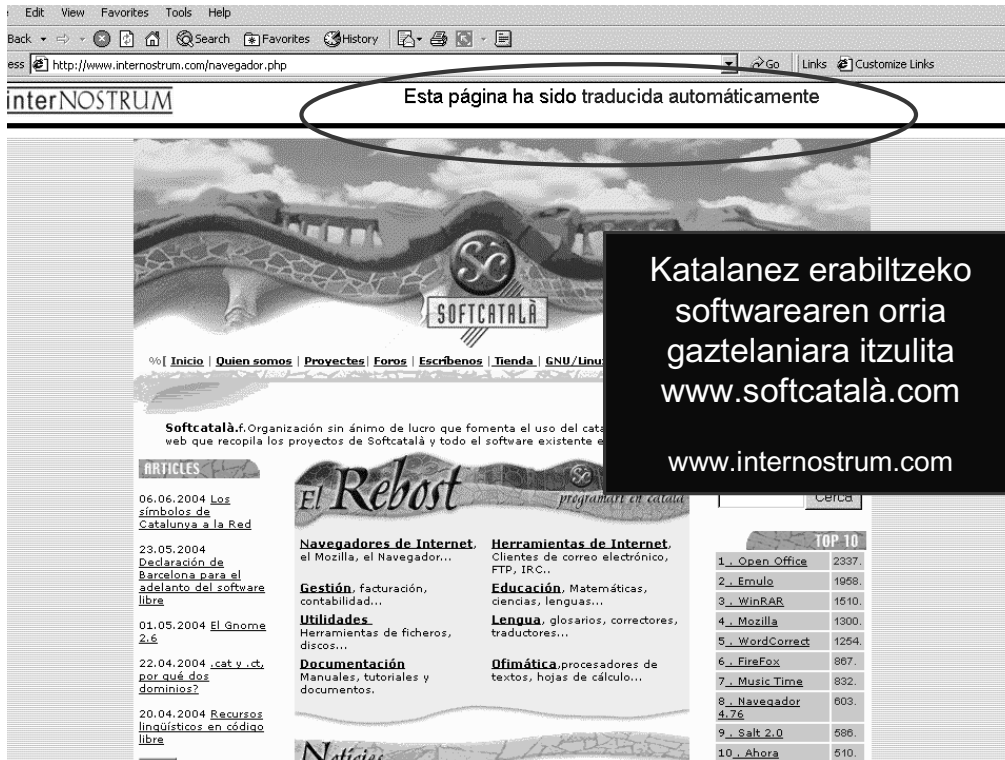 Edit View Favorites Tools Help
Back Search Favorites History
ess http://www.internostrum.com/navegador.php Go Links Customize Links
interNOSTRUM
Esta página ha sido traducida automáticamente
Sc
SOFTCATALÀ
Katalanez erabiltzeko
softwarearen orria
gaztelaniara itzulita
www.softcatalà.com
www.internostrum.com
%[ Inicio | Quien somos | Proyectes| Foros | Escríbenos | Tienda | GNU/Linu
Softcatalà.f.Organización sin ánimo de lucro que fomenta el uso del cat
web que recopila los proyectos de Softcatalà y todo el software existente e
ARTICLES
06.06.2004 Los
símbolos de
Catalunya a la Red
23.05.2004
Declaración de
Barcelona para el
adelanto del software
libre
01.05.2004 El Gnome
2.6
22.04.2004 .cat y .ct,
por qué dos
dominios?
20.04.2004 Recursos
lingüísticos en código
libre
El Rebost
programari en català
Navegadores de Internet,
el Mozilla, el Navegador...
Gestión, facturación,
contabilidad...
Utilidades
Herramientas de ficheros,
discos...
Documentación
Manuales, tutoriales y
documentos.
Herramientas de Internet,
Clientes de correo electrónico,
FTP, IRC..
Educación, Matemáticas,
ciencias, lenguas...
Lengua, glosarios, correctores,
traductores...
Ofimática,procesadores de
textos, hojas de cálculo...
Notícies
Cerca
TOP 10
1 . Open Office 2337.
2 . Emulo 1958.
3 . WinRAR 1510.
4 . Mozilla 1300.
5 . WordCorrect 1254.
6 . FireFox 867.
7 . Music Time 832.
8 . Navegador 603.
4.76
9 . Salt 2.0 586.
10 . Ahora 510.